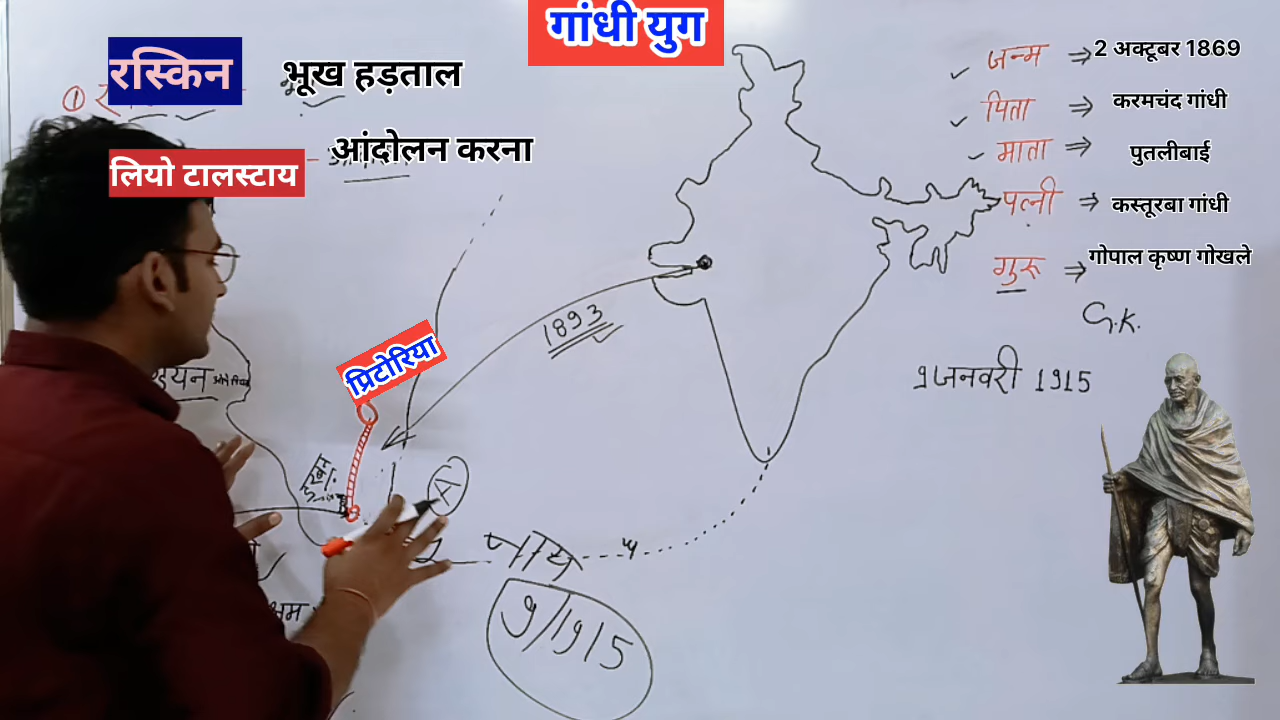 गांधी युग
रस्किन भूख हड़ताल
लियो टालस्टाय - आंदोलन करना
जन्म ⇒ 2 अक्टूबर 1869
पिता ⇒ करमचंद गांधी
माता ⇒ पुतलीबाई
पत्नी ⇒ कस्तूरबा गांधी
गुरू ⇒ गोपाल कृष्ण गोखले
G.K.
9 जनवरी 1915
1893
प्रिटोरिया
9/1915